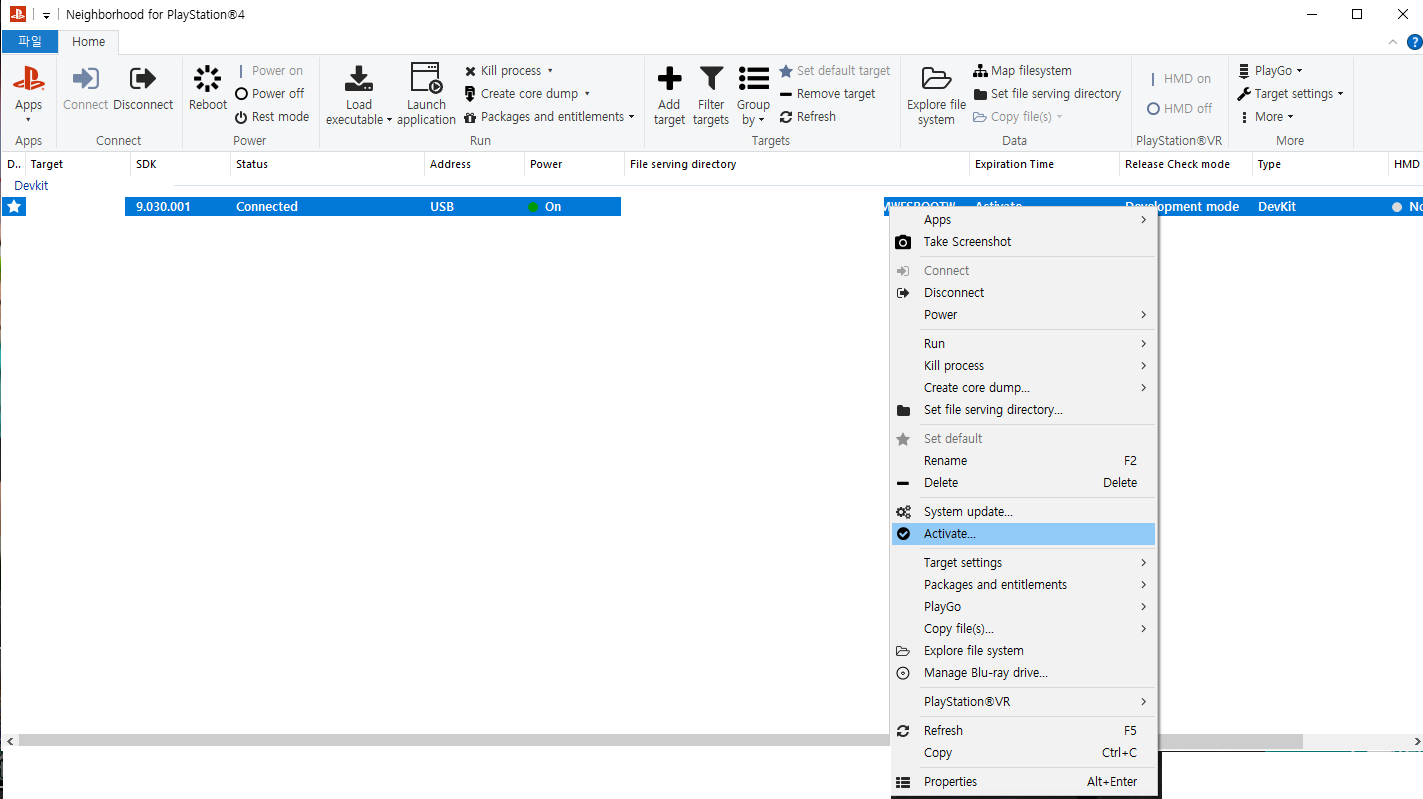 Neighborhood for PlayStation®4
파일 Home
Apps
Apps
Connect Disconnect
Connect
Reboot
Power on
Power off
Rest mode
Power
Load executable
Launch application
Kill process
Create core dump
Packages and entitlements
Run
Add target
Filter targets
Group by
Set default target
Remove target
Refresh
Targets
Explore file system
Map filesystem
Set file serving directory
Copy file(s)
Data
HMD on
HMD off
PlayStation®VR
PlayGo
Target settings
More
More
D.. Target SDK Status Address Power File serving directory Expiration Time Release Check mode Type HMD
Devkit
9.030.001 Connected USB On Development mode DevKit
Apps
Take Screenshot
Connect
Disconnect
Power
Run
Kill process
Create core dump...
Set file serving directory...
Set default
Rename F2
Delete Delete
System update...
Activate...
Target settings
Packages and entitlements
PlayGo
Copy file(s)...
Explore file system
Manage Blu-ray drive...
PlayStation®VR
Refresh F5
Copy Ctrl+C
Properties Alt+Enter